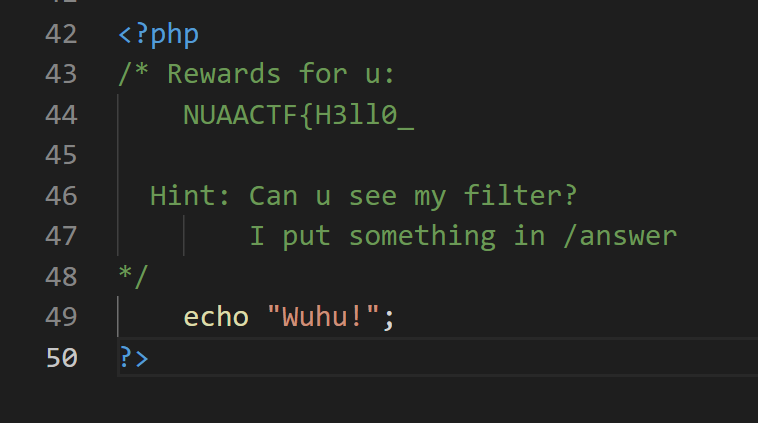 42 <?php
43 /* Rewards for u:
44 NUAACTF{H3ll0_
45
46 Hint: Can u see my filter?
47 I put something in /answer
48 */
49 echo "Wuhu!";
50 ?>